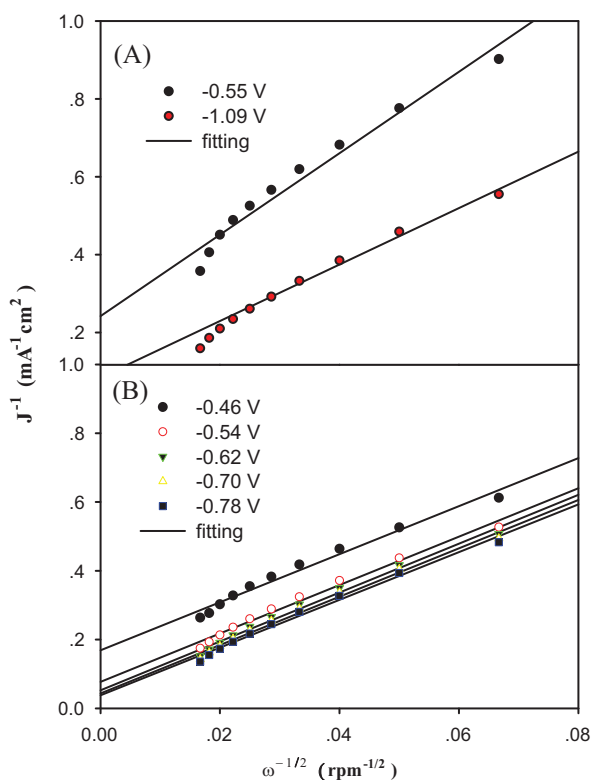 1.0
(A)
-0.55 V
-1.09 V
fitting
.8
.6
.4
.2
J⁻¹ (mA⁻¹ cm²)
1.0
(B)
-0.46 V
-0.54 V
-0.62 V
-0.70 V
-0.78 V
fitting
.8
.6
.4
.2
0.0
0.00 .02 .04 .06 .08
ω⁻¹/² (rpm⁻¹/²)